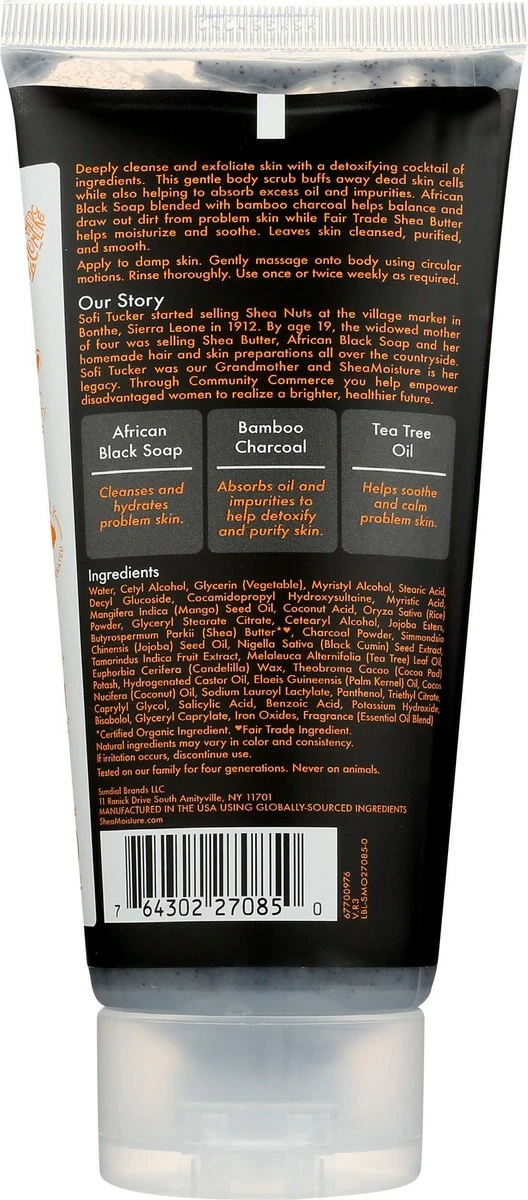 Deeply cleanse and exfoliate skin with a detoxifying cocktail of
ingredients. This gentle body scrub buffs away dead skin cells
while also helping to absorb excess oil and impurities. African
Black Soap blended with bamboo charcoal helps balance and
draw out dirt from problem skin while Fair Trade Shea Butter
helps moisturize and soothe. Leaves skin cleansed, purified,
and smooth.
Apply to damp skin. Gently massage onto body using circular
motions. Rinse thoroughly. Use once or twice weekly as required.
Our Story
Sofi Tucker started selling Shea Nuts at the village market in
Bonthe, Sierra Leone in 1912. By age 19, the widowed mother
of four was selling Shea Butter, African Black Soap and her
homemade hair and skin preparations all over the countryside.
Sofi Tucker was our Grandmother and SheaMoisture is her
legacy. Through Community Commerce you help empower
disadvantaged women to realize a brighter, healthier future.
African
Black Soap
Cleanses and
hydrates
problem skin.
Bamboo
Charcoal
Absorbs oil and
impurities to
help detoxify
and purify skin.
Tea Tree
Oil
Helps soothe
and calm
problem skin.
Ingredients
Water, Cetyl Alcohol, Glycerin (Vegetable), Myristyl Alcohol, Stearic Acid,
Decyl Glucoside, Cocamidopropyl Hydroxysultaine, Myristic Acid,
Mangifera Indica (Mango) Seed Oil, Coconut Acid, Oryza Sativa (Rice)
Powder, Glyceryl Stearate Citrate, Cetearyl Alcohol, Jojoba Esters,
Butyrospermum Parkii (Shea) Butter*♥, Charcoal Powder, Simmondsia
Chinensis (Jojoba) Seed Oil, Nigella Sativa (Black Cumin) Seed Extract,
Tamarindus Indica Fruit Extract, Melaleuca Alternifolia (Tea Tree) Leaf Oil,
Euphorbia Cerifera (Candelilla) Wax, Theobroma Cacao (Cocoa Pod)
Potash, Hydrogenated Castor Oil, Elaeis Guineensis (Palm Kernel) Oil, Cocos
Nucifera (Coconut) Oil, Sodium Lauroyl Lactylate, Panthenol, Triethyl Citrate,
Caprylyl Glycol, Salicylic Acid, Benzoic Acid, Potassium Hydroxide,
Bisabolol, Glyceryl Caprylate, Iron Oxides, Fragrance (Essential Oil Blend)
*Certified Organic Ingredient. ♥Fair Trade Ingredient.
Natural ingredients may vary in color and consistency.
If irritation occurs, discontinue use.
Tested on our family for four generations. Never on animals.
Sundial Brands LLC
11 Ranick Drive South Amityville, NY 11701
MANUFACTURED IN THE USA USING GLOBALLY-SOURCED INGREDIENTS
SheaMoisture.com
7 64302 27085 0
67700976
V.R3
LBL-SMO27085-0